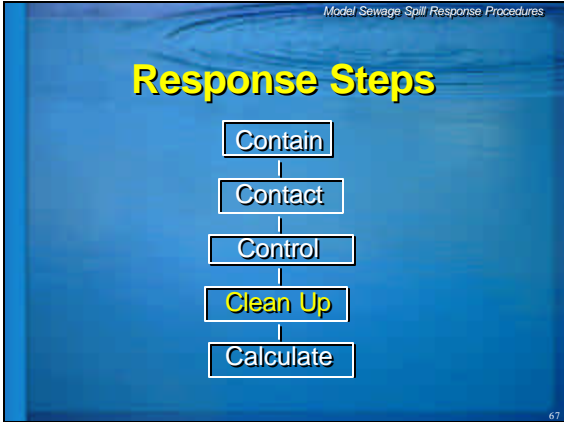 Model Sewage Spill Response Procedures
Response Steps
Contain
Contact
Control
Clean Up
Calculate
67